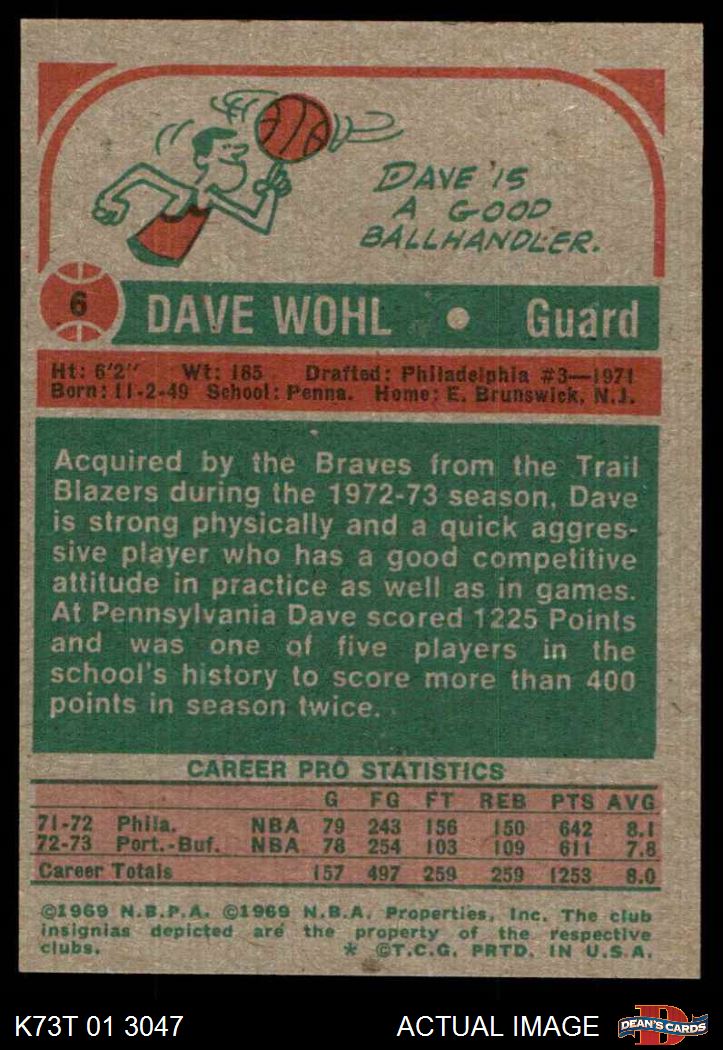 DAVE IS
A GOOD
BALLHANDLER.
6 DAVE WOHL • Guard
Ht: 6'2" Wt: 185 Drafted: Philadelphia #3—1971
Born: 11-2-49 School: Penna. Home: E. Brunswick, N.J.
Acquired by the Braves from the Trail
Blazers during the 1972-73 season, Dave
is strong physically and a quick aggres-
sive player who has a good competitive
attitude in practice as well as in games.
At Pennsylvania Dave scored 1225 Points
and was one of five players in the
school's history to score more than 400
points in season twice.
CAREER PRO STATISTICS
G FG FT REB PTS AVG
71-72 Phila. NBA 79 243 156 150 642 8.1
72-73 Port.-Buf. NBA 78 254 103 109 611 7.8
Career Totals 157 497 259 259 1253 8.0
©1969 N.B.P.A. ©1969 N.B.A. Properties, Inc. The club
insignias depicted are the property of the respective
clubs. * ©T.C.G. PRTD. IN U.S.A.
K73T 01 3047 ACTUAL IMAGE D DEAN'S CARDS